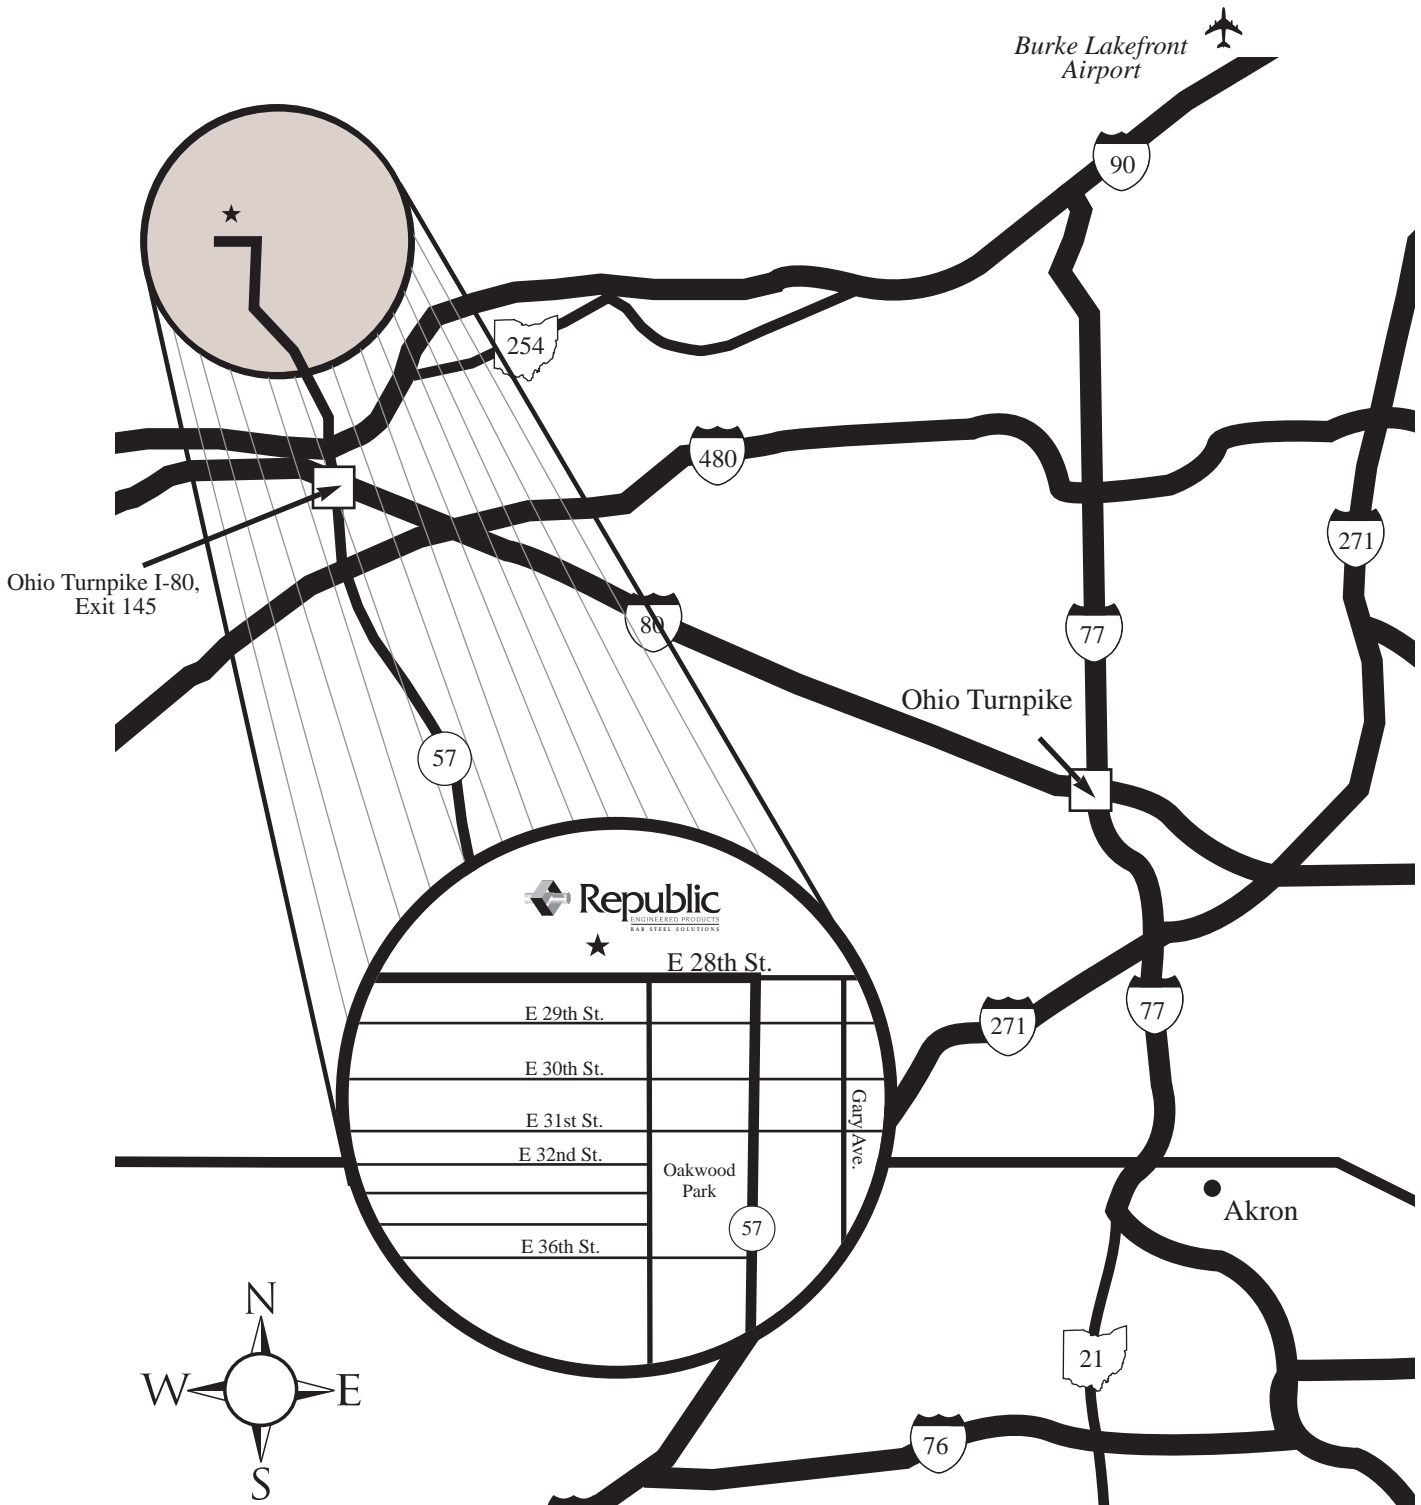 Burke Lakefront
Airport
90
254
480
271
Ohio Turnpike I-80,
Exit 145
80
77
Ohio Turnpike
57
Republic
ENGINEERED PRODUCTS
BAR STEEL SOLUTIONS
E 28th St.
E 29th St.
271
77
E 30th St.
Gary Ave.
E 31st St.
E 32nd St.
Oakwood
Park
Akron
57
E 36th St.
N
W
E
S
21
76